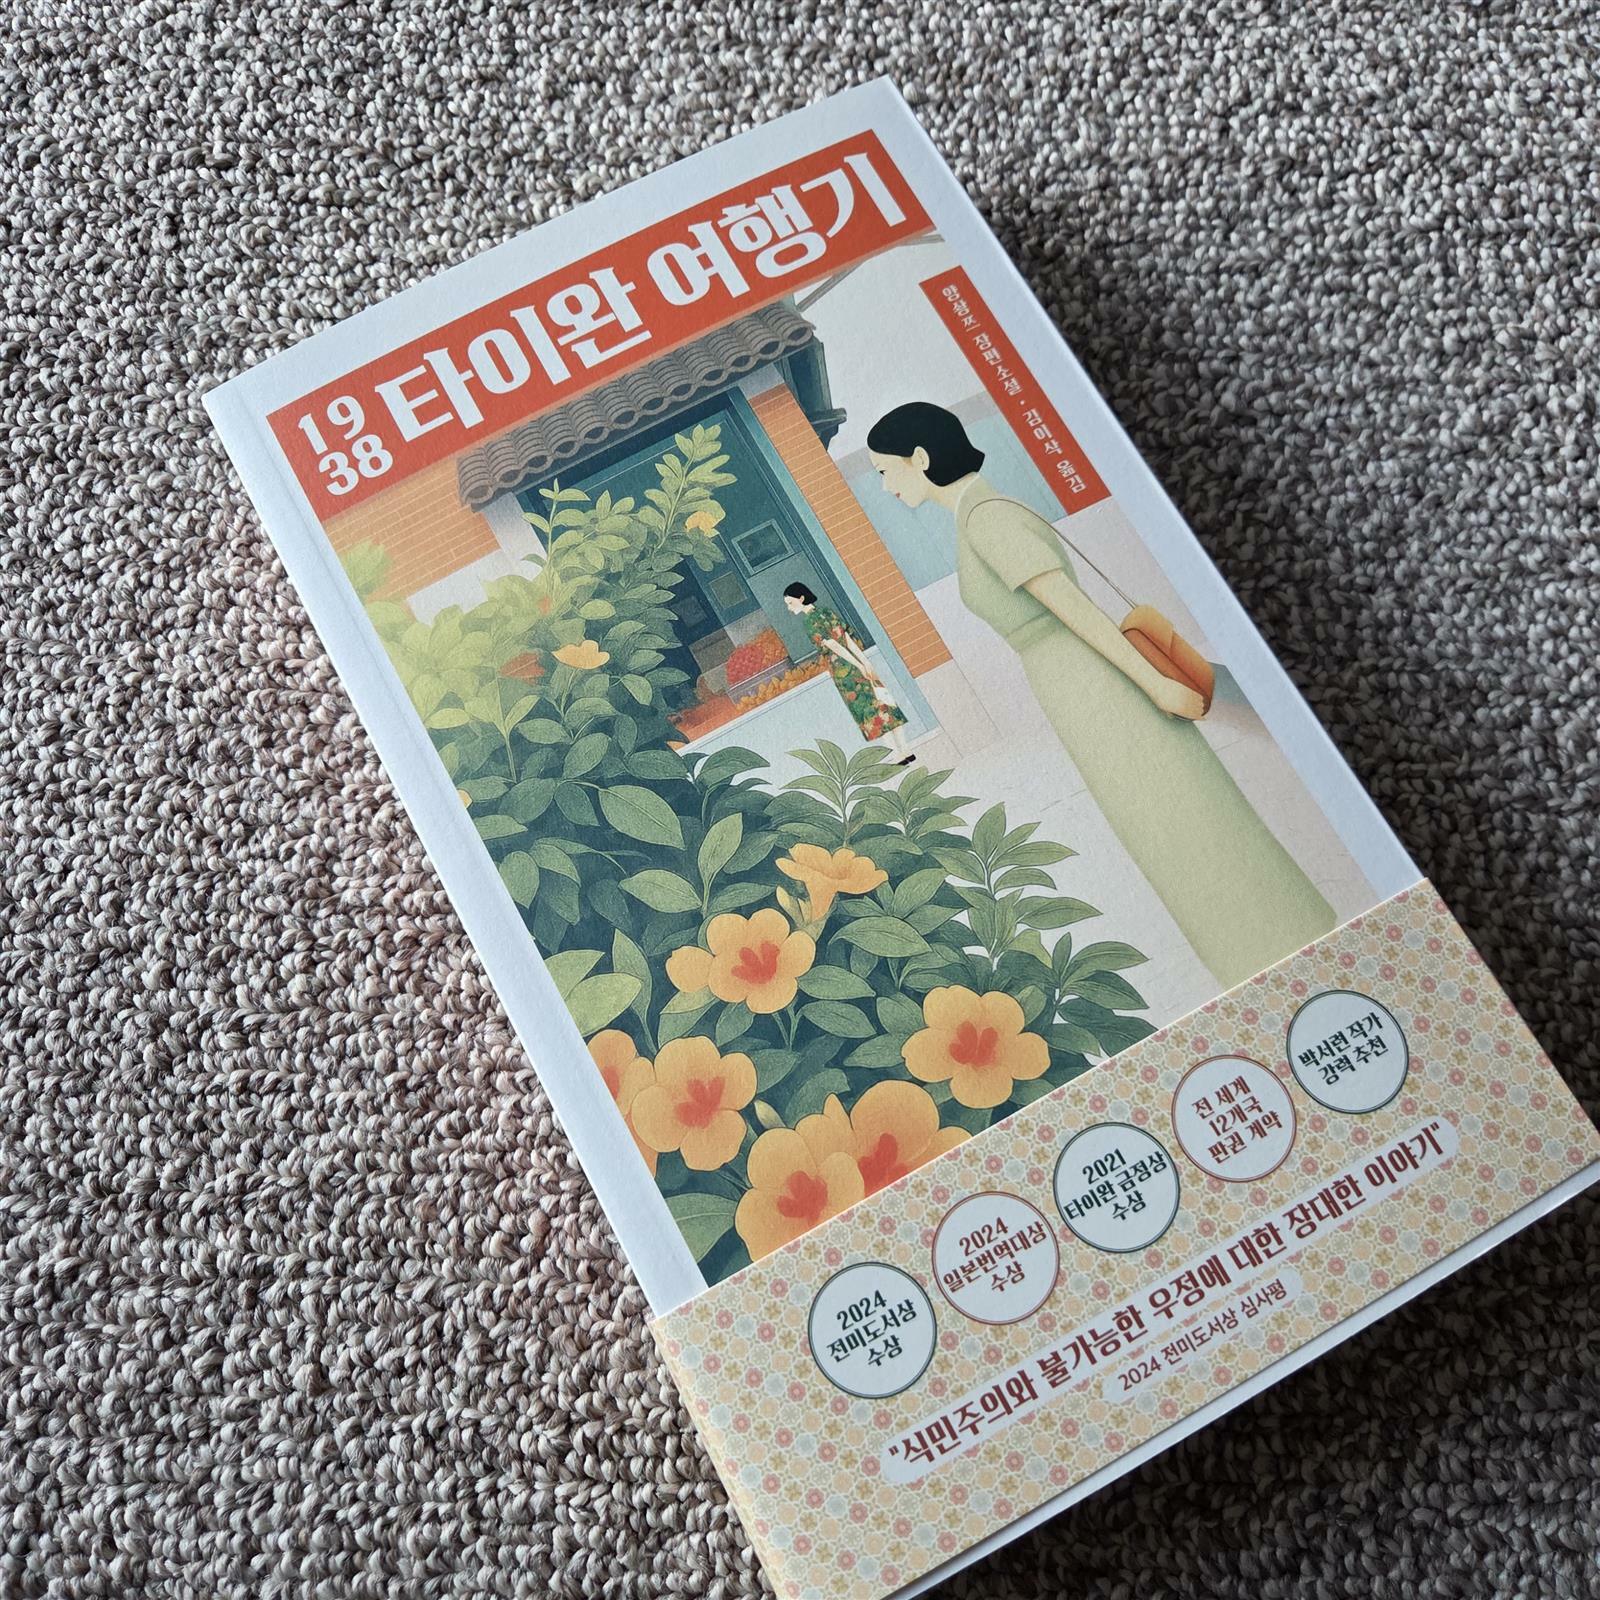 19
38
타이완 여행기
양솽쯔 장편소설 · 김이삭 옮김
2024
전미도서상
수상
2024
일본번역대상
수상
2021
타이완 금정상
수상
전 세계
12개국
판권 계약
박서련 작가
강력 추천
"식민주의와 불가능한 우정에 대한 장대한 이야기"
2024 전미도서상 심사평